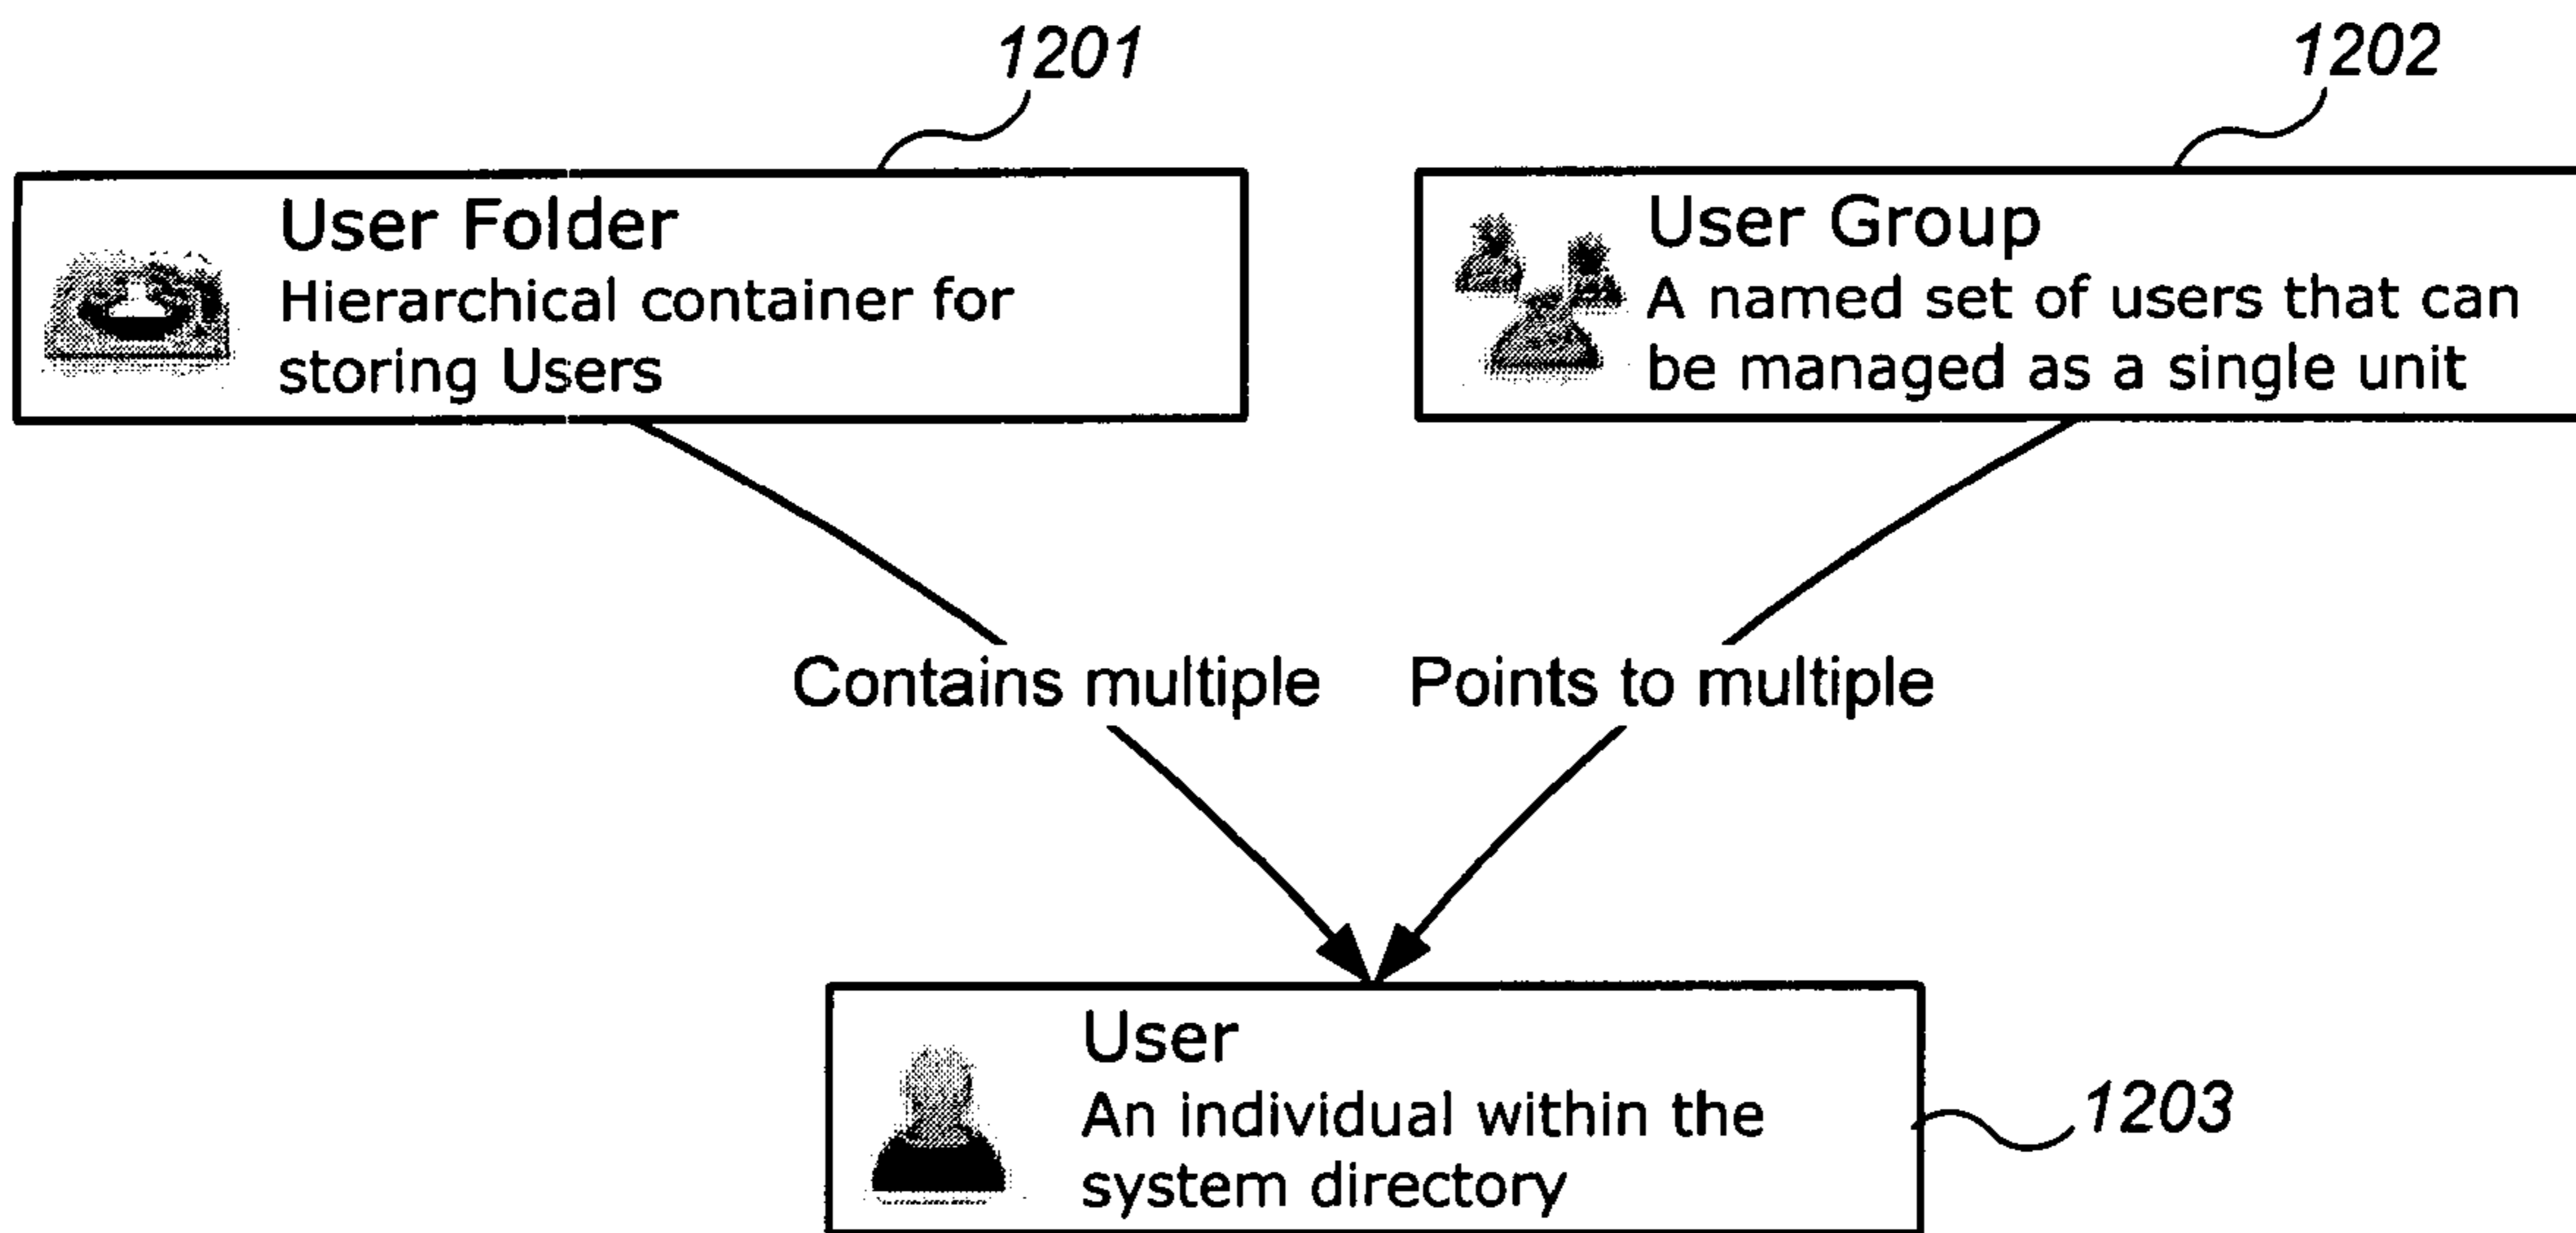 1201
1202
User Folder
Hierarchical container for
storing Users
User Group
A named set of users that can
be managed as a single unit
Contains multiple
Points to multiple
User
An individual within the
system directory
1203